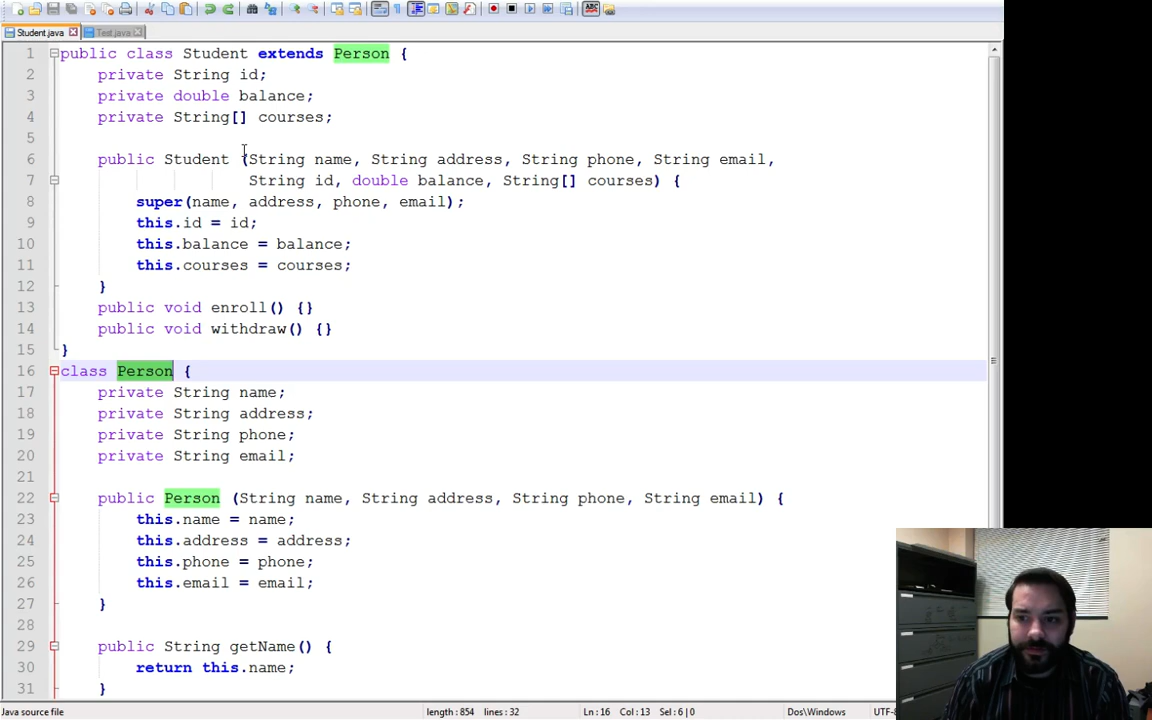 Student.java Test.java
1 public class Student extends Person {
2 private String id;
3 private double balance;
4 private String[] courses;
5
6 public Student (String name, String address, String phone, String email,
7 String id, double balance, String[] courses) {
8 super(name, address, phone, email);
9 this.id = id;
10 this.balance = balance;
11 this.courses = courses;
12 }
13 public void enroll() {}
14 public void withdraw() {}
15 }
16 class Person {
17 private String name;
18 private String address;
19 private String phone;
20 private String email;
21
22 public Person (String name, String address, String phone, String email) {
23 this.name = name;
24 this.address = address;
25 this.phone = phone;
26 this.email = email;
27 }
28
29 public String getName() {
30 return this.name;
31 }
Java source file length : 854 lines : 32 Ln : 16 Col : 13 Sel : 6 | 0 Dos\Windows UTF-8